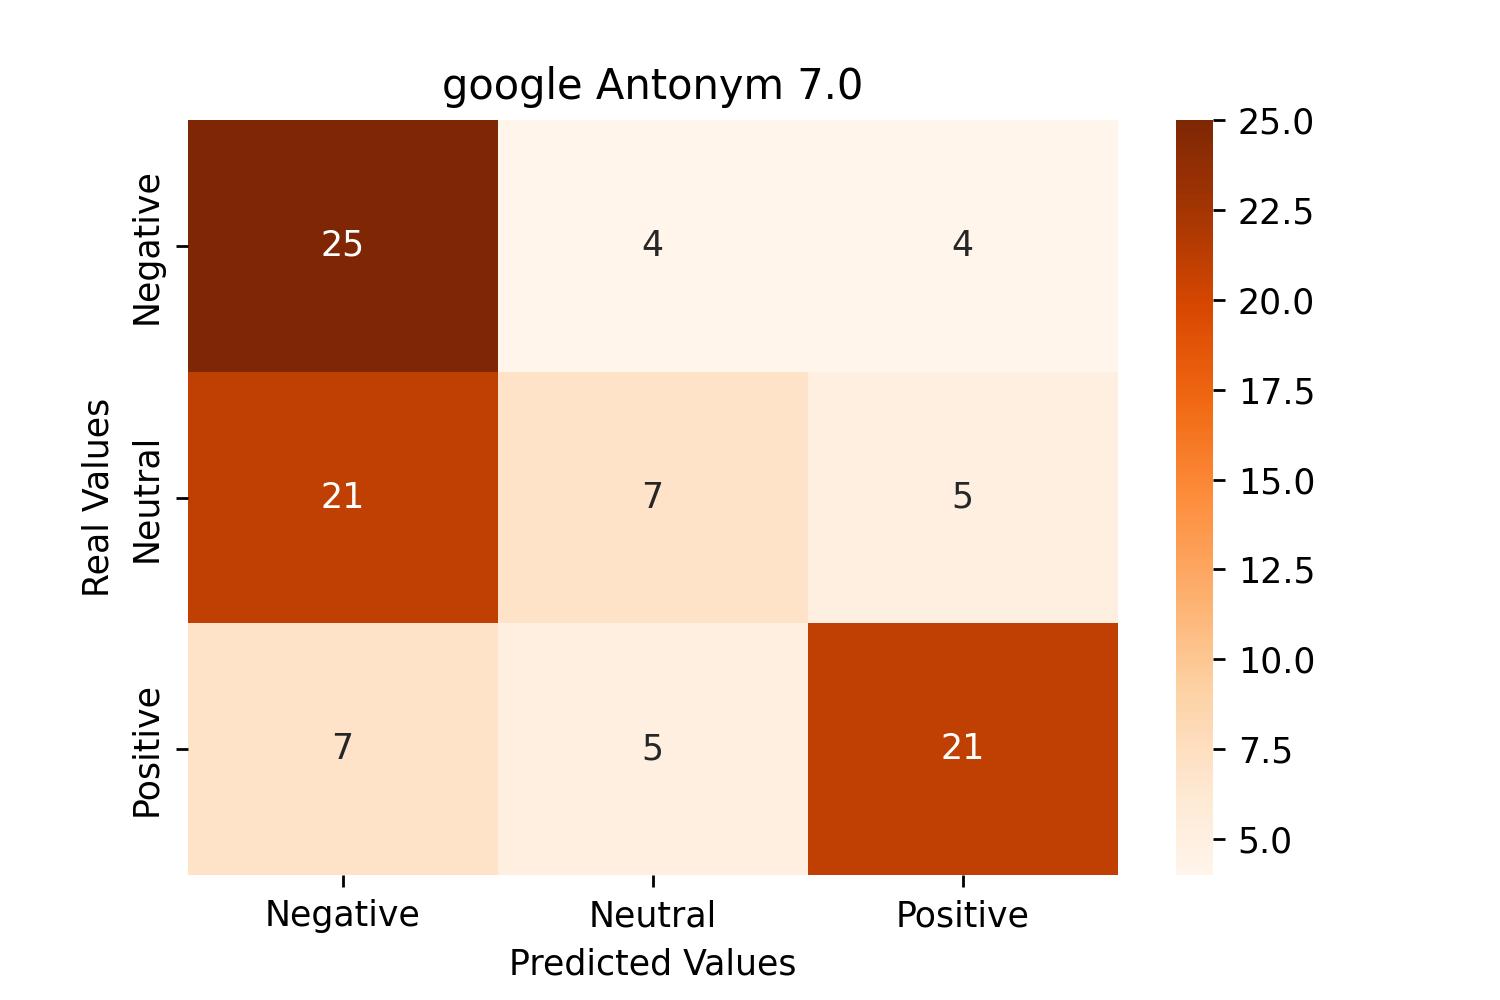 google Antonym 7.0
Real Values
Negative
25 4 4
Neutral
21 7 5
Positive
7 5 21
Negative Neutral Positive
Predicted Values
25.0
22.5
20.0
17.5
15.0
12.5
10.0
7.5
5.0